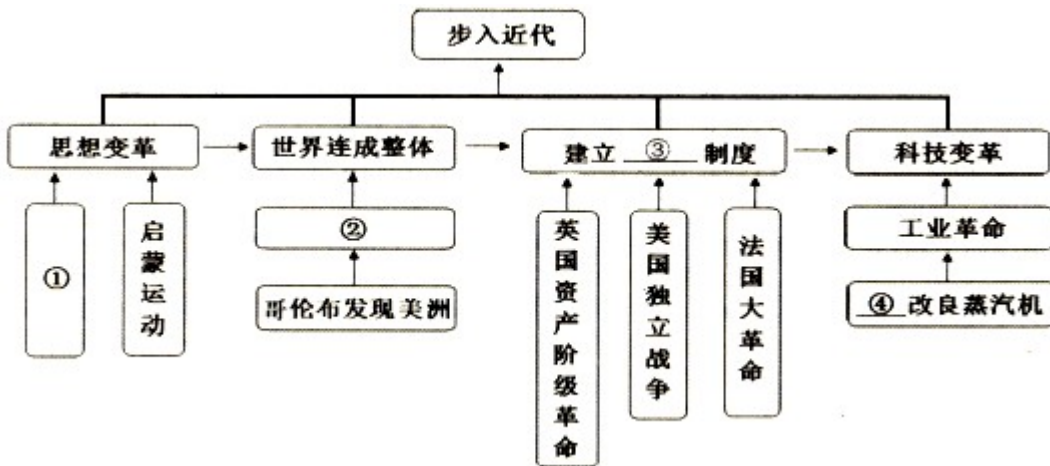 步入近代
思想变革
世界连成整体
建立 ③ 制度
科技变革
①
启蒙运动
②
哥伦布发现美洲
英国资产阶级革命
美国独立战争
法国大革命
工业革命
④改良蒸汽机